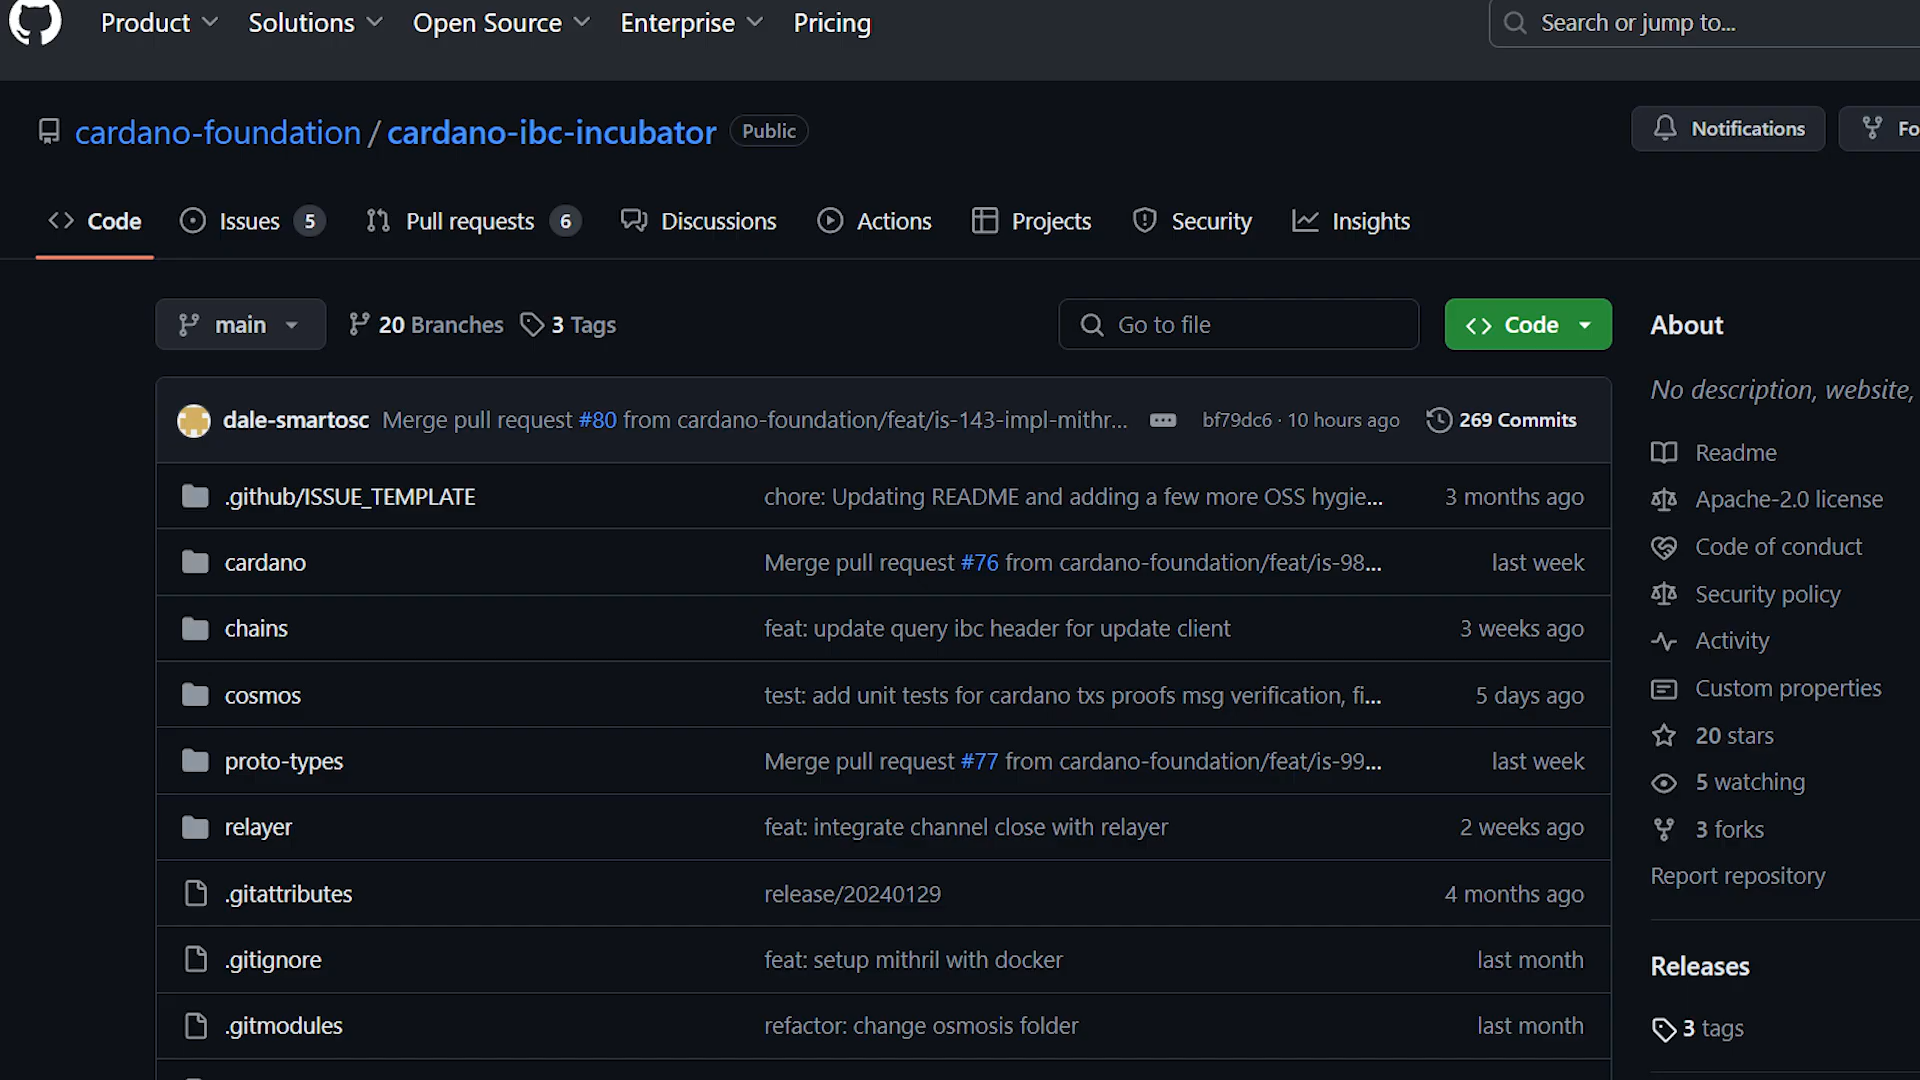 Product Solutions Open Source Enterprise Pricing Search or jump to...
cardano-foundation / cardano-ibc-incubator Public Notifications Fo
Code Issues 5 Pull requests 6 Discussions Actions Projects Security Insights
main 20 Branches 3 Tags Go to file Code About
No description, website,
dale-smartosc Merge pull request #80 from cardano-foundation/feat/is-143-impl-mithr... bf79dc6 · 10 hours ago 269 Commits
Readme
.github/ISSUE_TEMPLATE chore: Updating README and adding a few more OSS hygie... 3 months ago
Apache-2.0 license
Code of conduct
cardano Merge pull request #76 from cardano-foundation/feat/is-98... last week
Security policy
chains feat: update query ibc header for update client 3 weeks ago
Activity
Custom properties
cosmos test: add unit tests for cardano txs proofs msg verification, fi... 5 days ago
20 stars
proto-types Merge pull request #77 from cardano-foundation/feat/is-99... last week
5 watching
relayer feat: integrate channel close with relayer 2 weeks ago
3 forks
Report repository
.gitattributes release/20240129 4 months ago
.gitignore feat: setup mithril with docker last month
Releases
.gitmodules refactor: change osmosis folder last month
3 tags